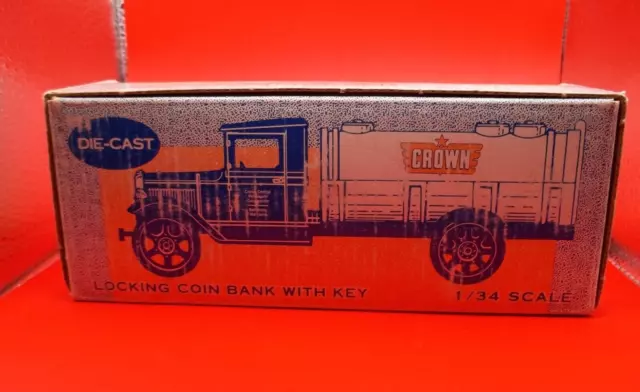 DIE-CAST
CROWN
LOCKING COIN BANK WITH KEY
1/34 SCALE